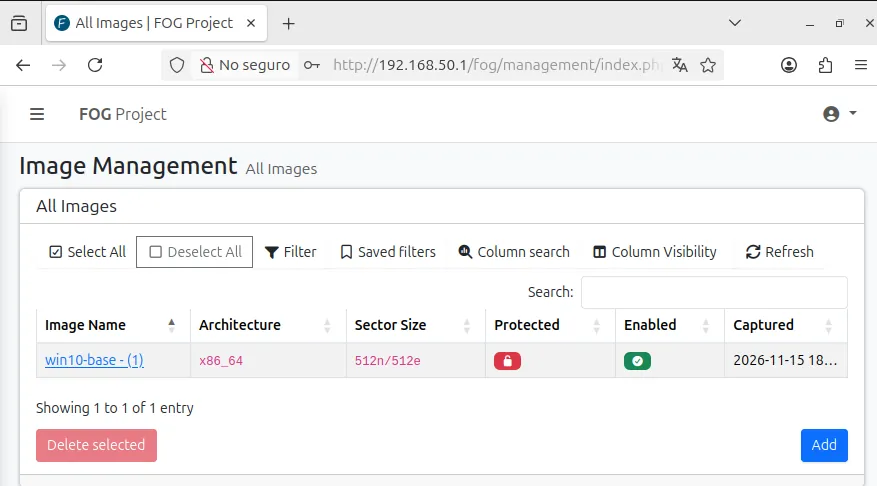 All Images | FOG Project
No seguro http://192.168.50.1/fog/management/index.php
FOG Project
Image Management All Images
All Images
Select All Deselect All Filter Saved filters Column search Column Visibility Refresh
Search:
Image Name Architecture Sector Size Protected Enabled Captured
win10-base - (1) x86_64 512n/512e 2026-11-15 18...
Showing 1 to 1 of 1 entry
Delete selected Add